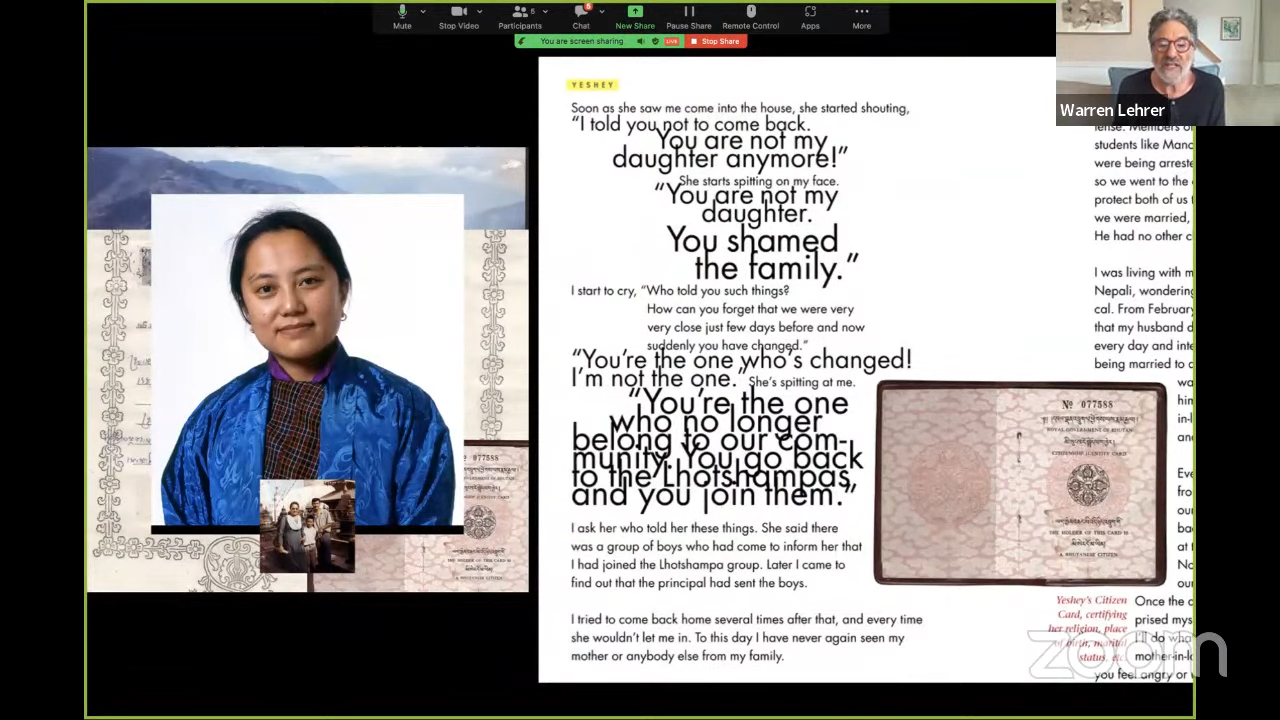 Mute
Stop Video
Participants
6
Chat
New Share
Pause Share
Remote Control
Apps
More
You are screen sharing
LIVE
Stop Share
Warren Lehrer
YESHEY
Soon as she saw me come into the house, she started shouting,
“I told you not to come back.
You are not my
daughter anymore!”
She starts spitting on my face.
“You are not my
daughter.
You shamed
the family.”
I start to cry, “Who told you such things?
How can you forget that we were very
very close just few days before and now
suddenly you have changed.”
“You’re the one who’s changed!
I’m not the one.” She’s spitting at me.
“You’re the one
who no longer
belong to our com-
munity. You go back
to the Lhotshampas,
and you join them.”
I ask her who told her these things. She said there
was a group of boys who had come to inform her that
I had joined the Lhotshampa group. Later I came to
find out that the principal had sent the boys.
I tried to come back home several times after that, and every time
she wouldn’t let me in. To this day I have never again seen my
mother or anybody else from my family.
No 077588
ROYAL GOVERNMENT OF BHUTAN
CITIZENSHIP IDENTITY CARD
THE HOLDER OF THIS CARD IS
A BHUTANESE CITIZEN
Yeshey’s Citizen
Card, certifying
her religion, place
of birth, marital
status, etc.
students like
were being
so we went to the
protect both of us
we were married,
He had no other
I was living with
Nepali, wondering
cal. From February
that my husband
every day and
being married to
Once the
I’ll do
you feel angry or
077588
A BHUTANESE CITIZEN
zoom